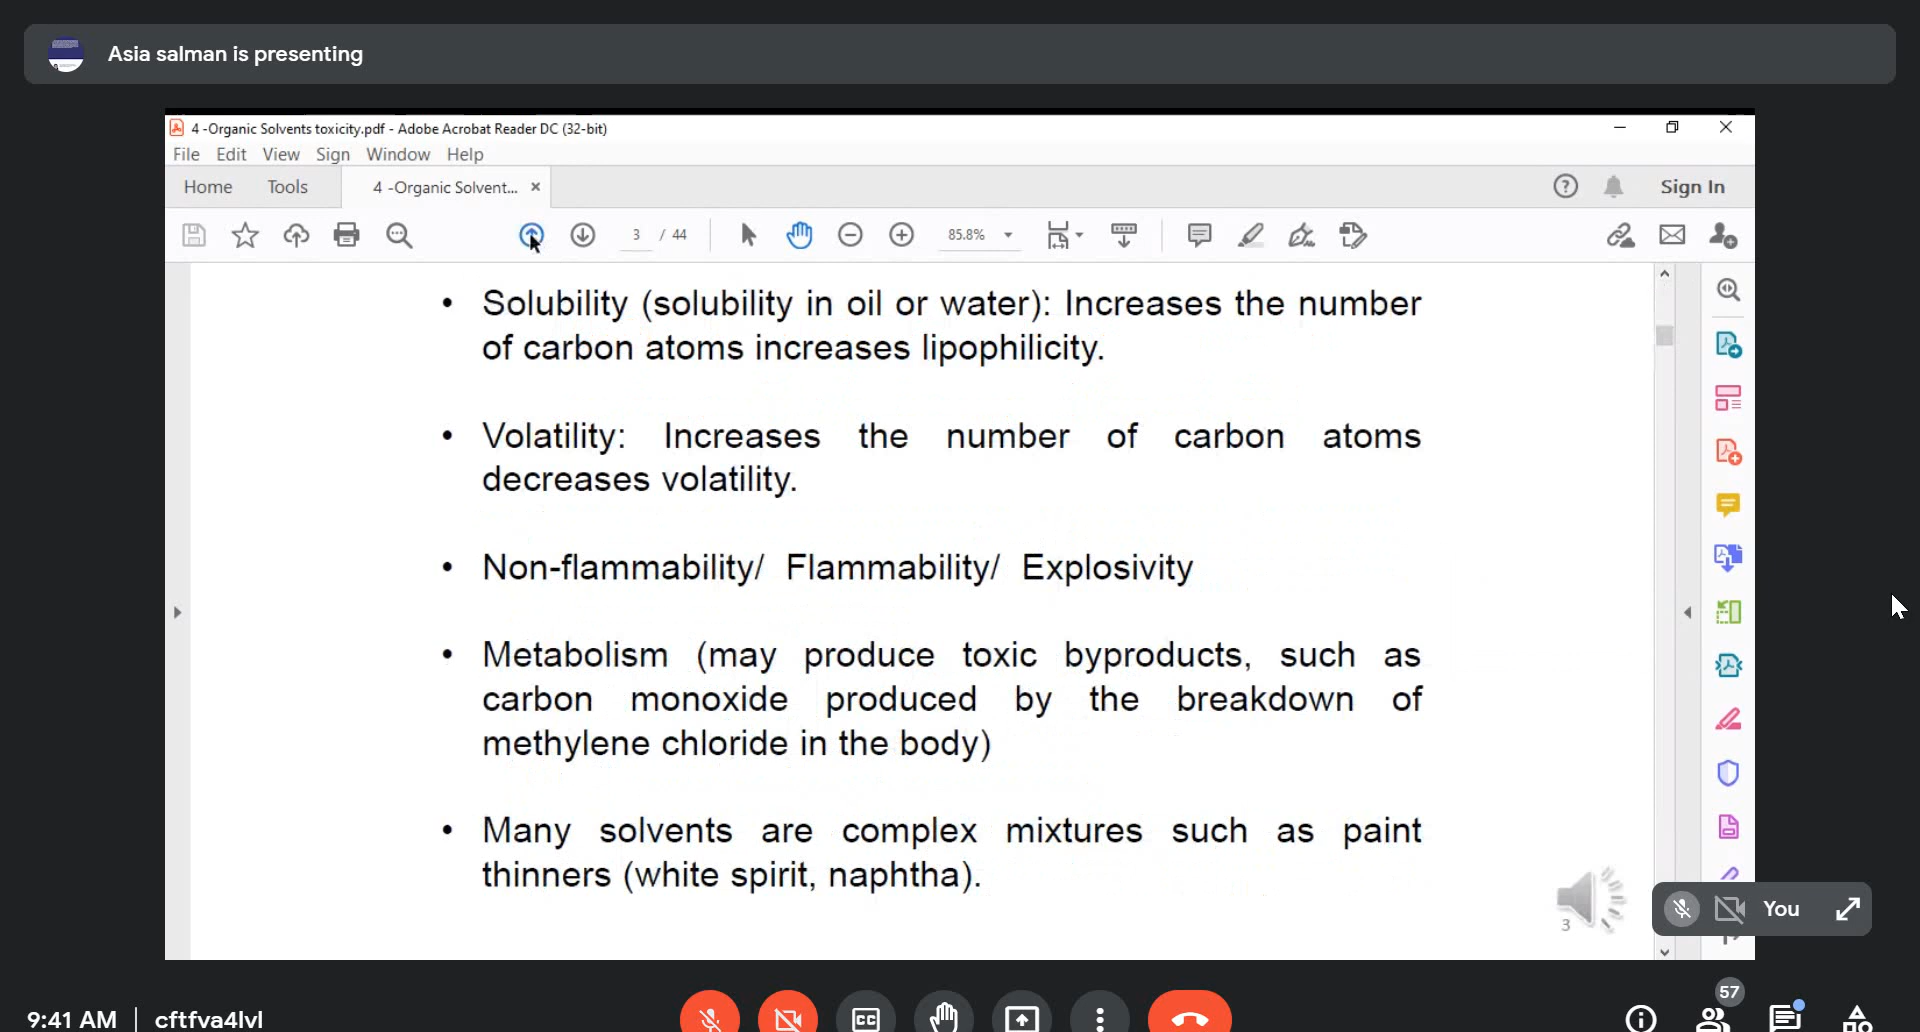 Asia salman is presenting
4 -Organic Solvents toxicity.pdf - Adobe Acrobat Reader DC (32-bit)
File Edit View Sign Window Help
Home Tools 4 -Organic Solvent... × Sign In
3 / 44 85.8%
• Solubility (solubility in oil or water): Increases the number
of carbon atoms increases lipophilicity.
• Volatility: Increases the number of carbon atoms
decreases volatility.
• Non-flammability/ Flammability/ Explosivity
• Metabolism (may produce toxic byproducts, such as
carbon monoxide produced by the breakdown of
methylene chloride in the body)
• Many solvents are complex mixtures such as paint
thinners (white spirit, naphtha).
3
You
57
9:41 AM | cftfva4lvl
CC